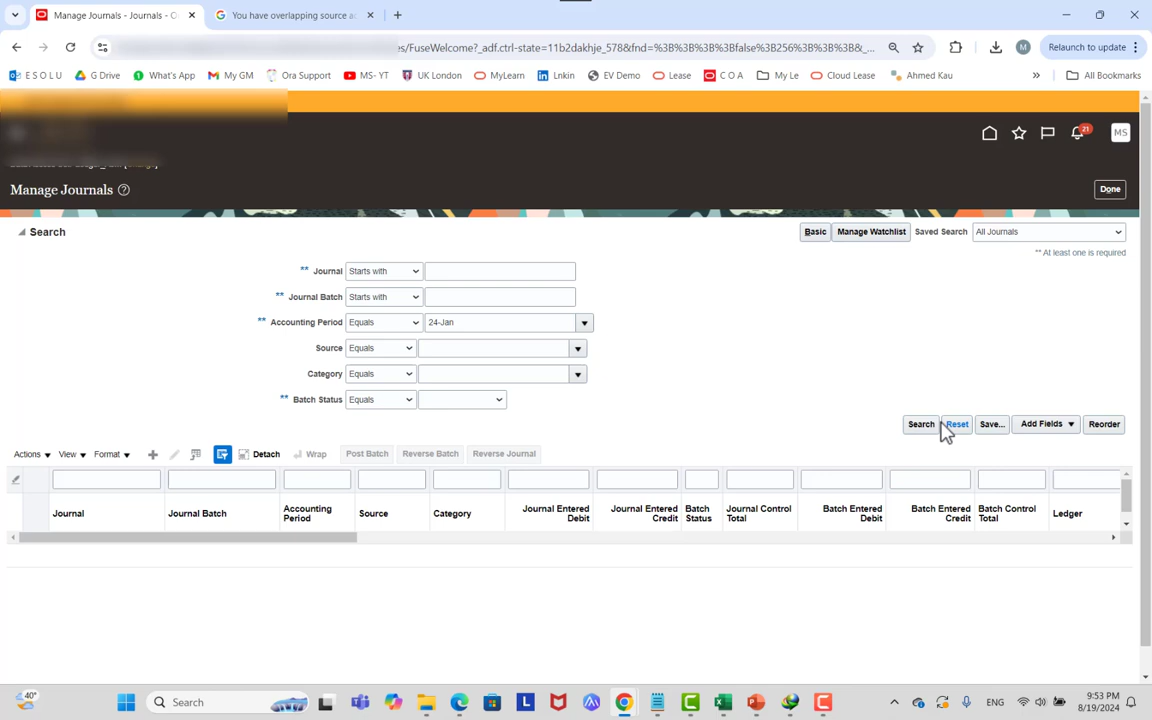 Manage Journals - Journals - O
You have overlapping source a
es/FuseWelcome?_adf.ctrl-state=11b2dakhje_578&fnd=%3B%3B%3B%3Bfalse%3B256%3B%3B%3B&_...
M
Relaunch to update
E S O L U
G Drive
What's App
My GM
Ora Support
MS- YT
UK London
MyLearn
Lnkin
EV Demo
Lease
C O A
My Le
Cloud Lease
Ahmed Kau
»
All Bookmarks
21
MS
Manage Journals
Done
Search
Basic
Manage Watchlist
Saved Search
All Journals
** At least one is required
** Journal
Starts with
** Journal Batch
Starts with
** Accounting Period
Equals
24-Jan
Source
Equals
Category
Equals
** Batch Status
Equals
Search
Reset
Save...
Add Fields
Reorder
Actions
View
Format
Detach
Wrap
Post Batch
Reverse Batch
Reverse Journal
Journal
Journal Batch
Accounting Period
Source
Category
Journal Entered Debit
Journal Entered Credit
Batch Status
Journal Control Total
Batch Entered Debit
Batch Entered Credit
Batch Control Total
Ledger
40°
Search
ENG
9:53 PM
8/19/2024